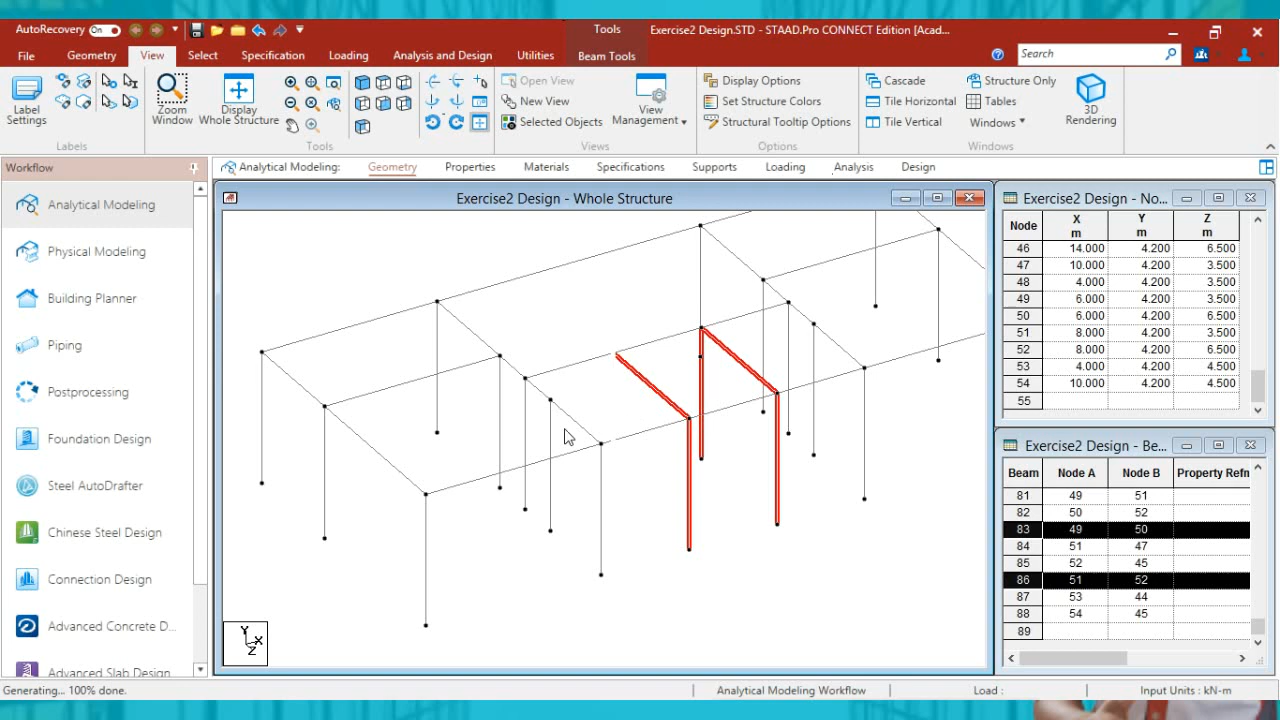 AutoRecovery On
Tools
Exercise2 Design.STD - STAAD.Pro CONNECT Edition [Acad...
File Geometry View Select Specification Loading Analysis and Design Utilities Beam Tools
Search
Label Settings
Zoom Window
Display Whole Structure
Open View
New View
Selected Objects
View Management
Display Options
Set Structure Colors
Structural Tooltip Options
Cascade
Tile Horizontal
Tile Vertical
Structure Only
Tables
Windows
3D Rendering
Labels Tools Views Options Windows
Workflow
Analytical Modeling: Geometry Properties Materials Specifications Supports Loading Analysis Design
Analytical Modeling
Physical Modeling
Building Planner
Piping
Postprocessing
Foundation Design
Steel AutoDrafter
Chinese Steel Design
Connection Design
Advanced Concrete D...
Advanced Slab Design
Exercise2 Design - Whole Structure
Y
X
Z
Exercise2 Design - No...
Node X m Y m Z m
46 14.000 4.200 6.500
47 10.000 4.200 3.500
48 4.000 4.200 3.500
49 6.000 4.200 3.500
50 6.000 4.200 6.500
51 8.000 4.200 3.500
52 8.000 4.200 6.500
53 4.000 4.200 4.500
54 10.000 4.200 4.500
55
Exercise2 Design - Be...
Beam Node A Node B Property Refn
81 49 51
82 50 52
83 49 50
84 51 47
85 52 45
86 51 52
87 53 44
88 54 45
89
Generating... 100% done.
Analytical Modeling Workflow
Load :
Input Units : kN-m